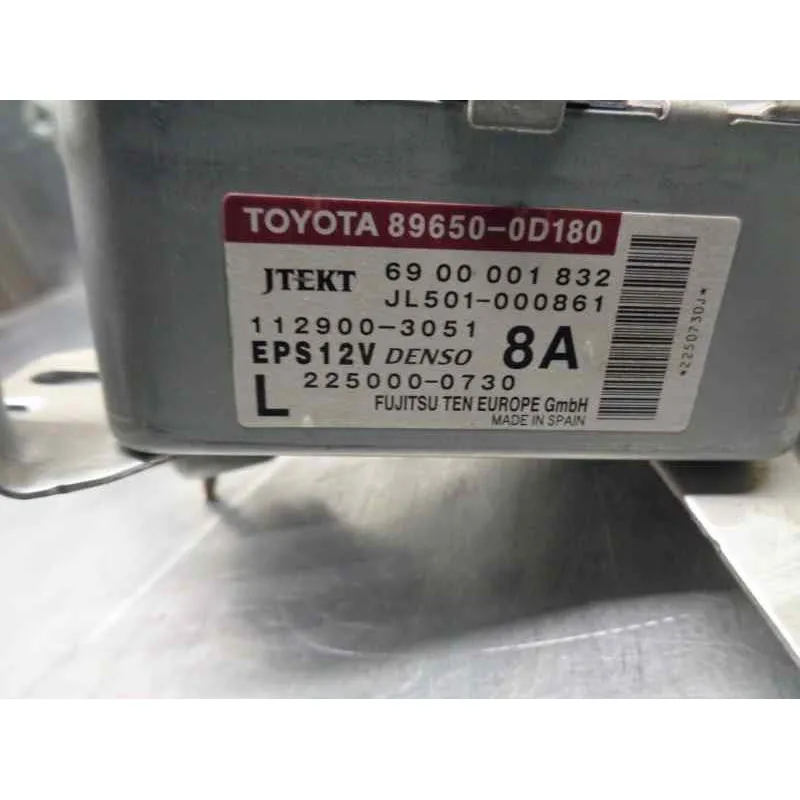 TOYOTA 89650-0D180
JTEKT 69 00 001 832
JL501-000861
112900-3051
EPS12V DENSO 8A
L 225000-0730
FUJITSU TEN EUROPE GmbH
MADE IN SPAIN
*2250730J*